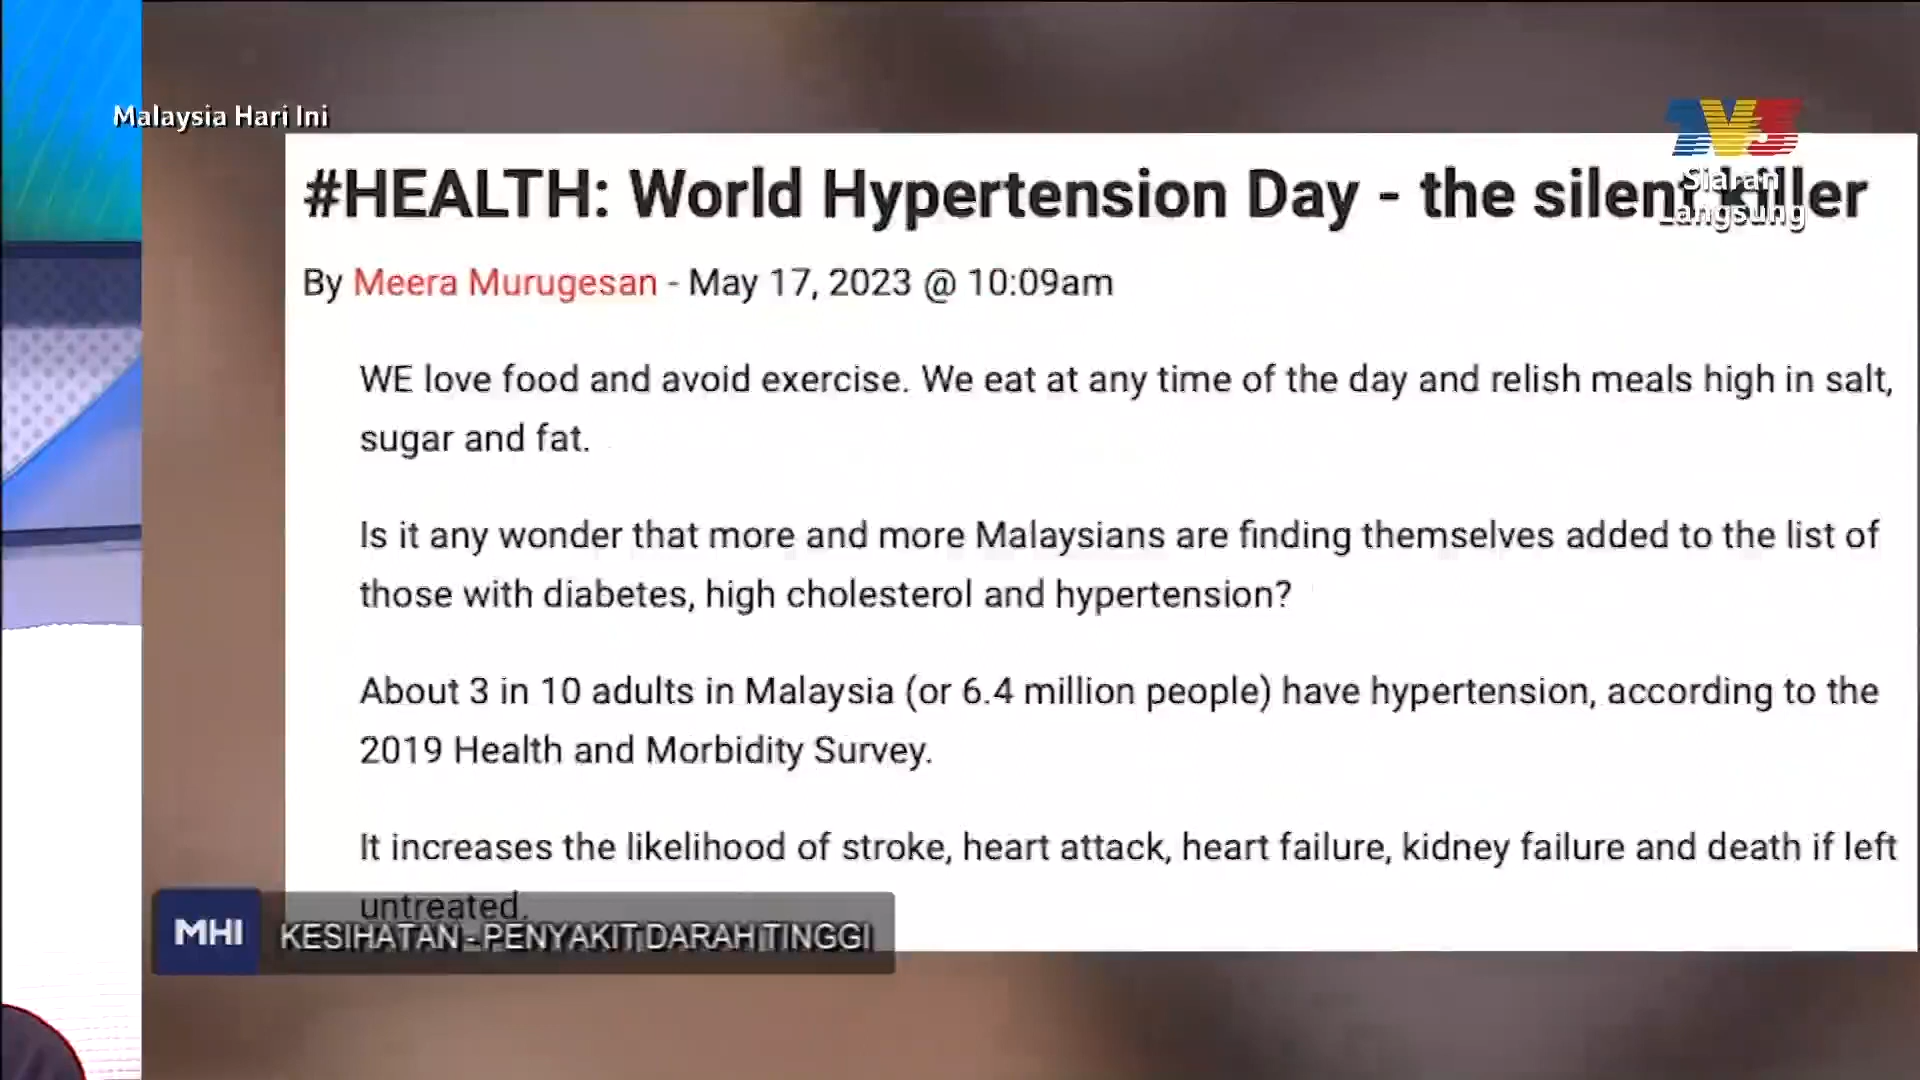 Malaysia Hari Ini
TV3
Siaran
Langsung
#HEALTH: World Hypertension Day - the silent killer
By Meera Murugesan - May 17, 2023 @ 10:09am
WE love food and avoid exercise. We eat at any time of the day and relish meals high in salt,
sugar and fat.
Is it any wonder that more and more Malaysians are finding themselves added to the list of
those with diabetes, high cholesterol and hypertension?
About 3 in 10 adults in Malaysia (or 6.4 million people) have hypertension, according to the
2019 Health and Morbidity Survey.
It increases the likelihood of stroke, heart attack, heart failure, kidney failure and death if left
untreated.
MHI
KESIHATAN - PENYAKIT DARAH TINGGI